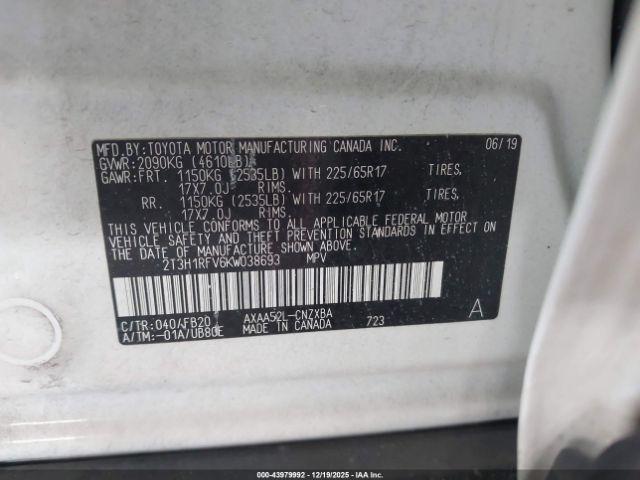 MFD.BY:TOYOTA MOTOR MANUFACTURING CANADA INC. 06/19
GVWR:2090KG (4610LB)
GAWR:FRT. 1150KG (2535LB) WITH 225/65R17 TIRES,
17X7.0J RIMS.
RR. 1150KG (2535LB) WITH 225/65R17 TIRES,
17X7.0J RIMS.
THIS VEHICLE CONFORMS TO ALL APPLICABLE FEDERAL MOTOR
VEHICLE SAFETY AND THEFT PREVENTION STANDARDS IN EFFECT
ON THE DATE OF MANUFACTURE SHOWN ABOVE.
2T3H1RFV6KW038693 MPV
C/TR:040/FB20 AXAA52L-CNZXBA A
A/TM:-01A/UB80E MADE IN CANADA 723
000-43979992 | 12/19/2025 - IAAI.COM